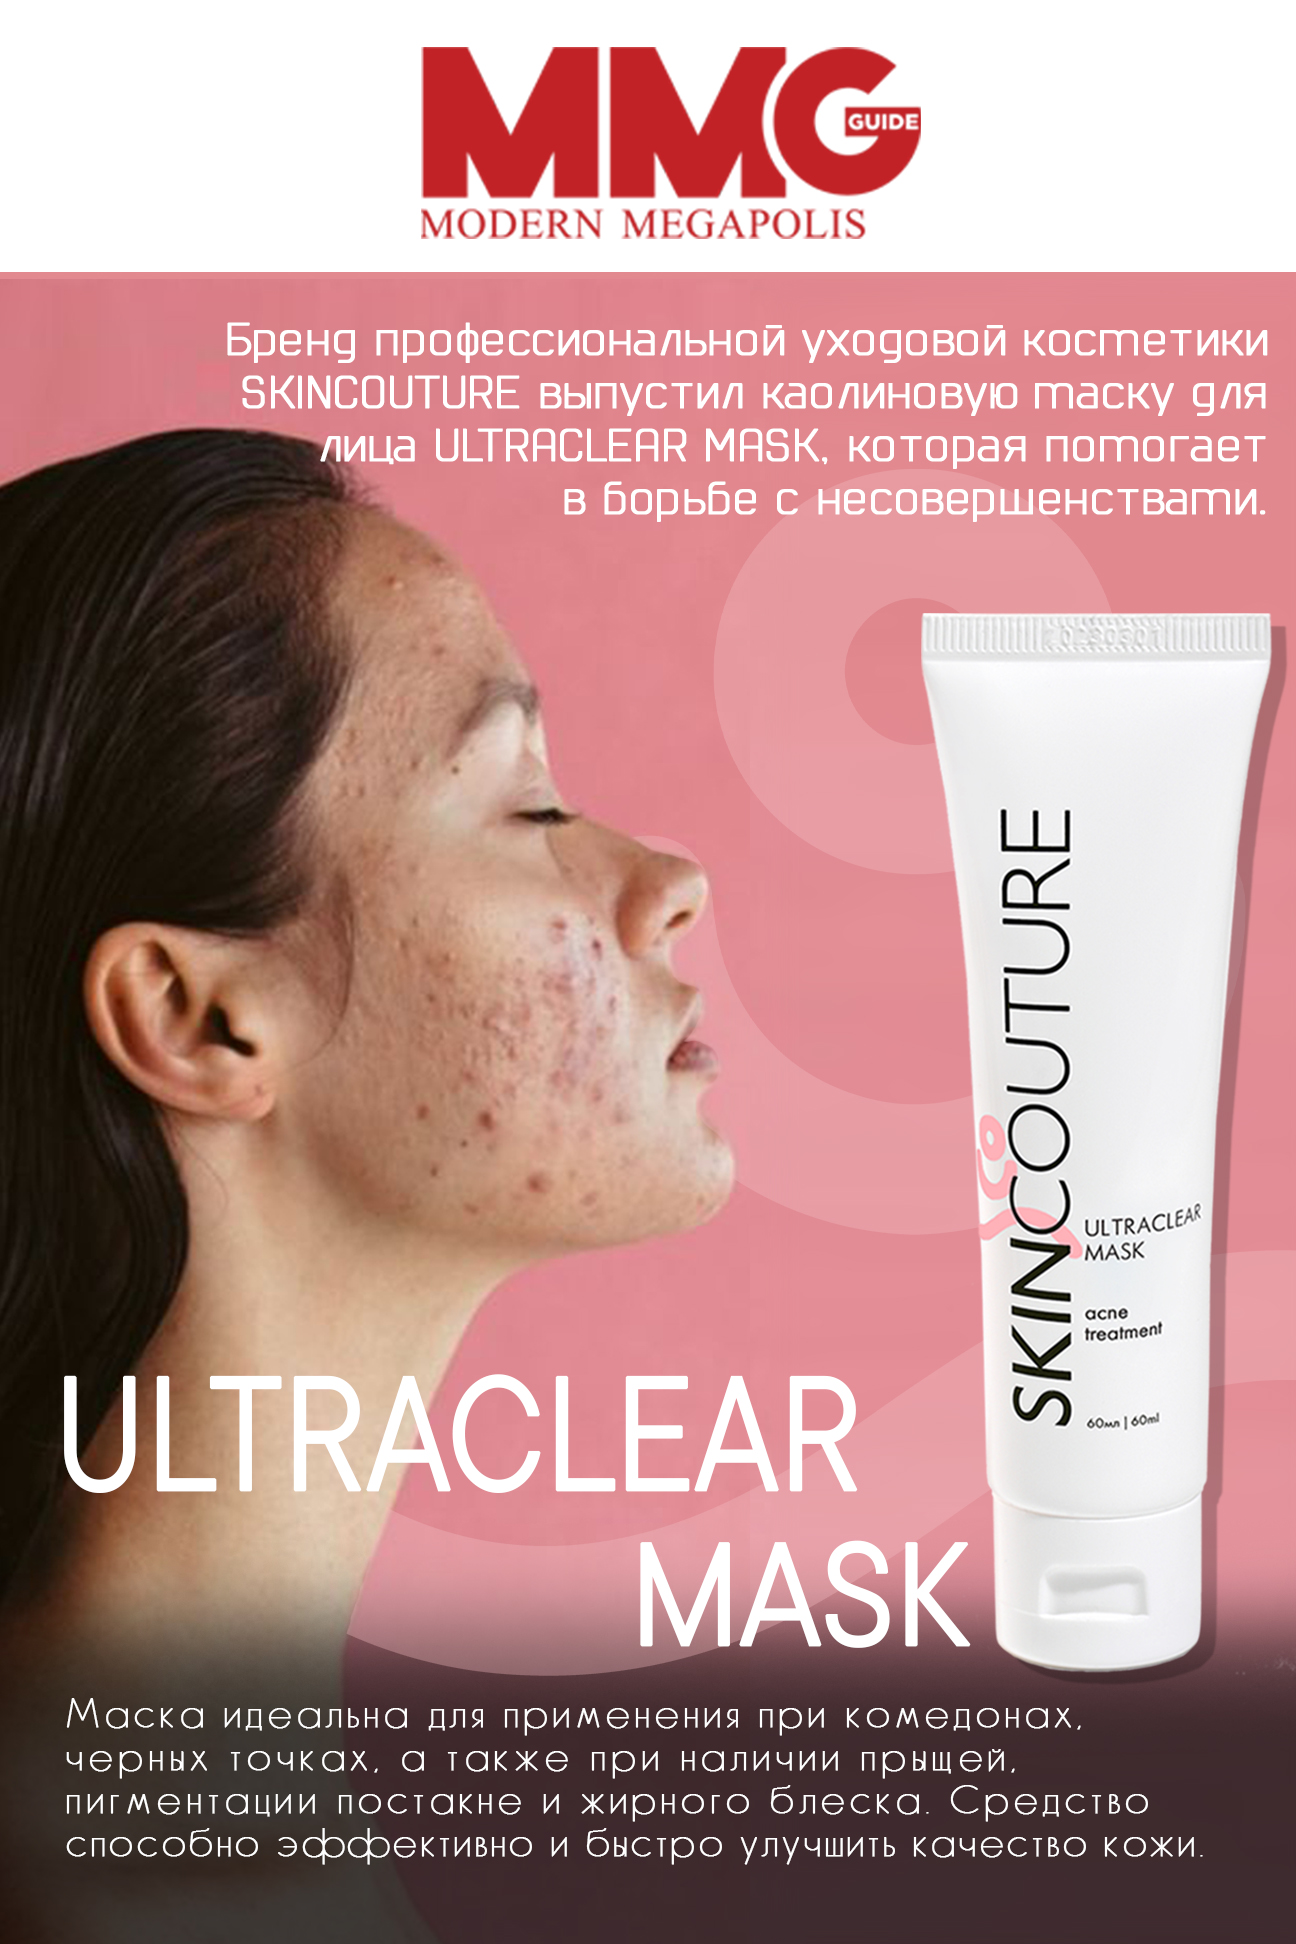 MMG
GUIDE
MODERN MEGAPOLIS
Бренд профессиональной уходовой косметики
SKINCOUTURE выпустил каолиновую маску для
лица ULTRACLEAR MASK, которая помогает
в борьбе с несовершенствами.
SKINCOUTURE
ULTRACLEAR
MASK
acne
treatment
60мл | 60ml
ULTRACLEAR
MASK
Маска идеальна для применения при комедонах,
черных точках, а также при наличии прыщей,
пигментации постакне и жирного блеска. Средство
способно эффективно и быстро улучшить качество кожи.